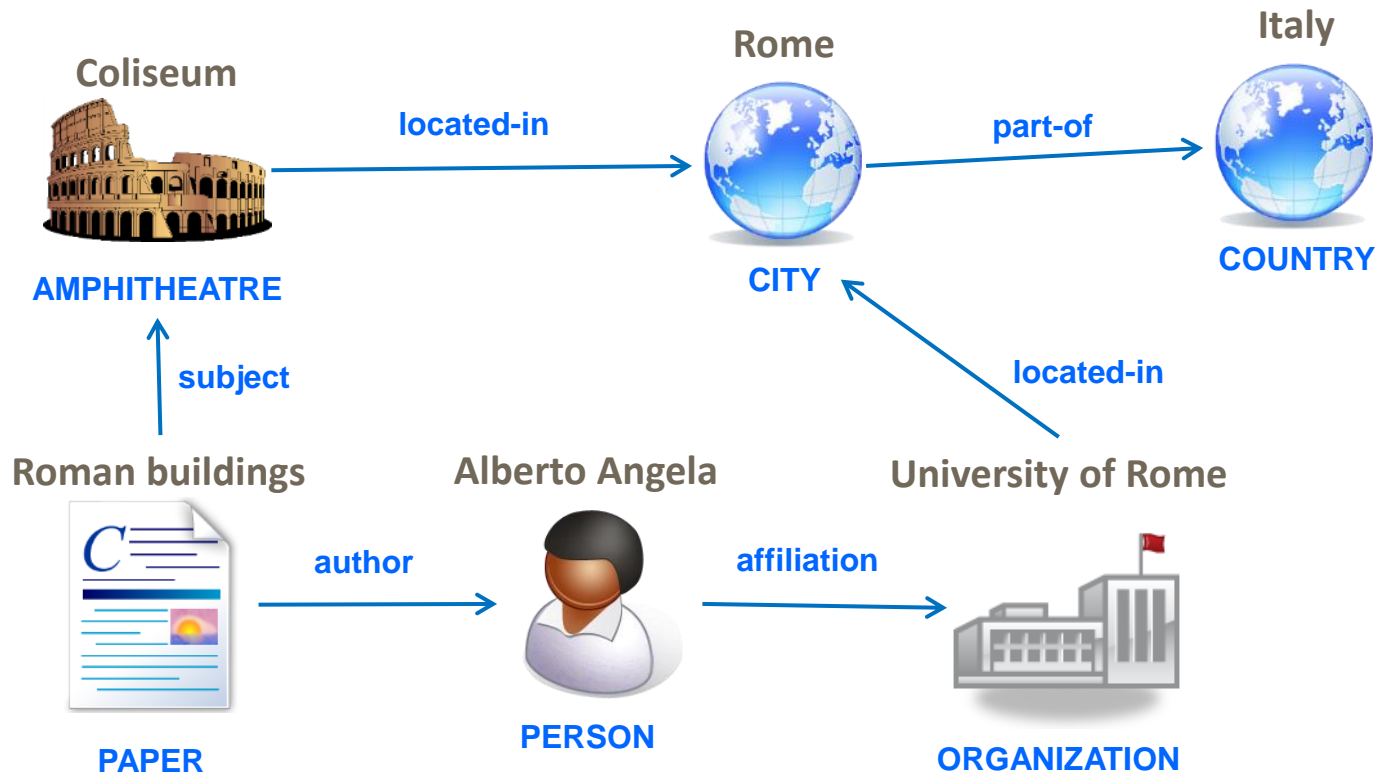 Coliseum
Rome
Italy
located-in
part-of
AMPHITHEATRE
CITY
COUNTRY
subject
located-in
Roman buildings
Alberto Angela
University of Rome
C
author
affiliation
PAPER
PERSON
ORGANIZATION